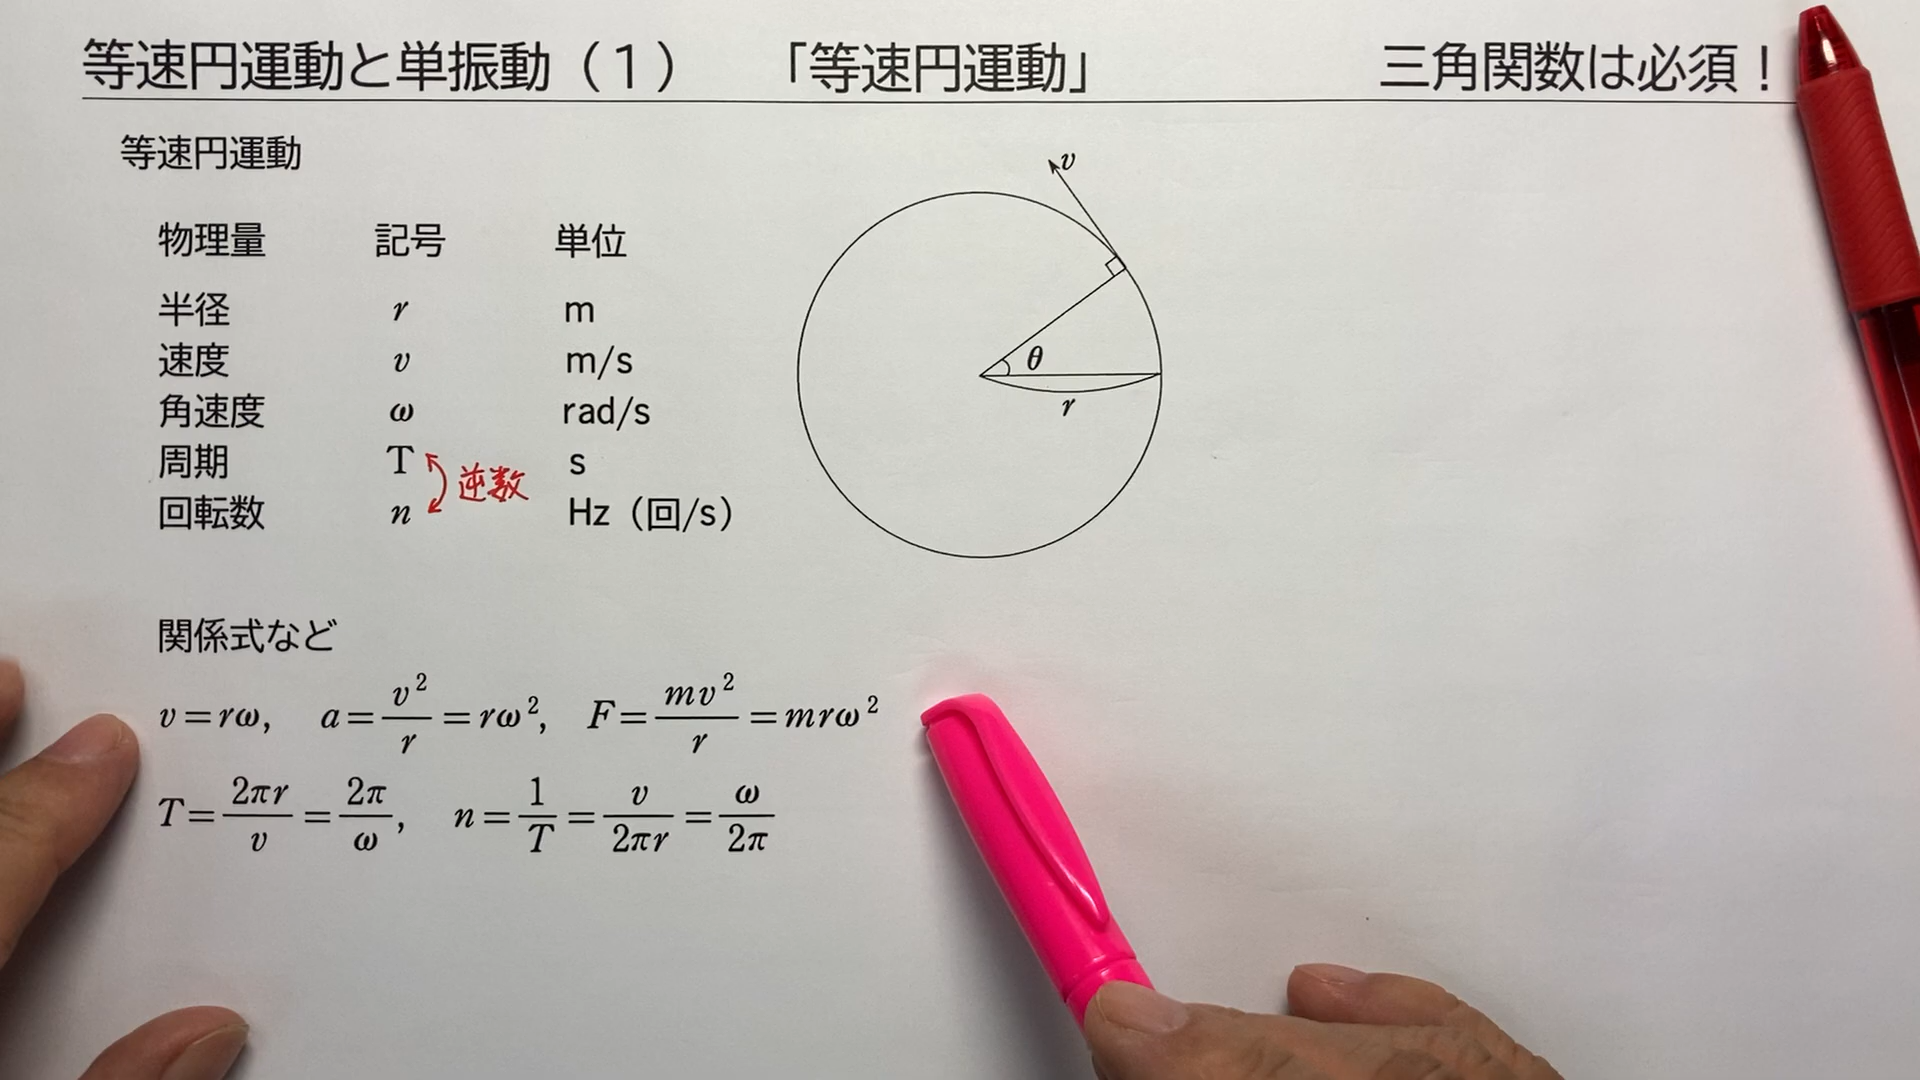 等速円運動と単振動(1) 「等速円運動」 三角関数は必須!
等速円運動
物理量 記号 単位
半径 r m
速度 v m/s
角速度 ω rad/s
周期 T s
逆数
回転数 n Hz(回/s)
v
θ
r
関係式など
v=rω, a=v²/r=rω², F=mv²/r=mrω²
T=2πr/v=2π/ω, n=1/T=v/2πr=ω/2π